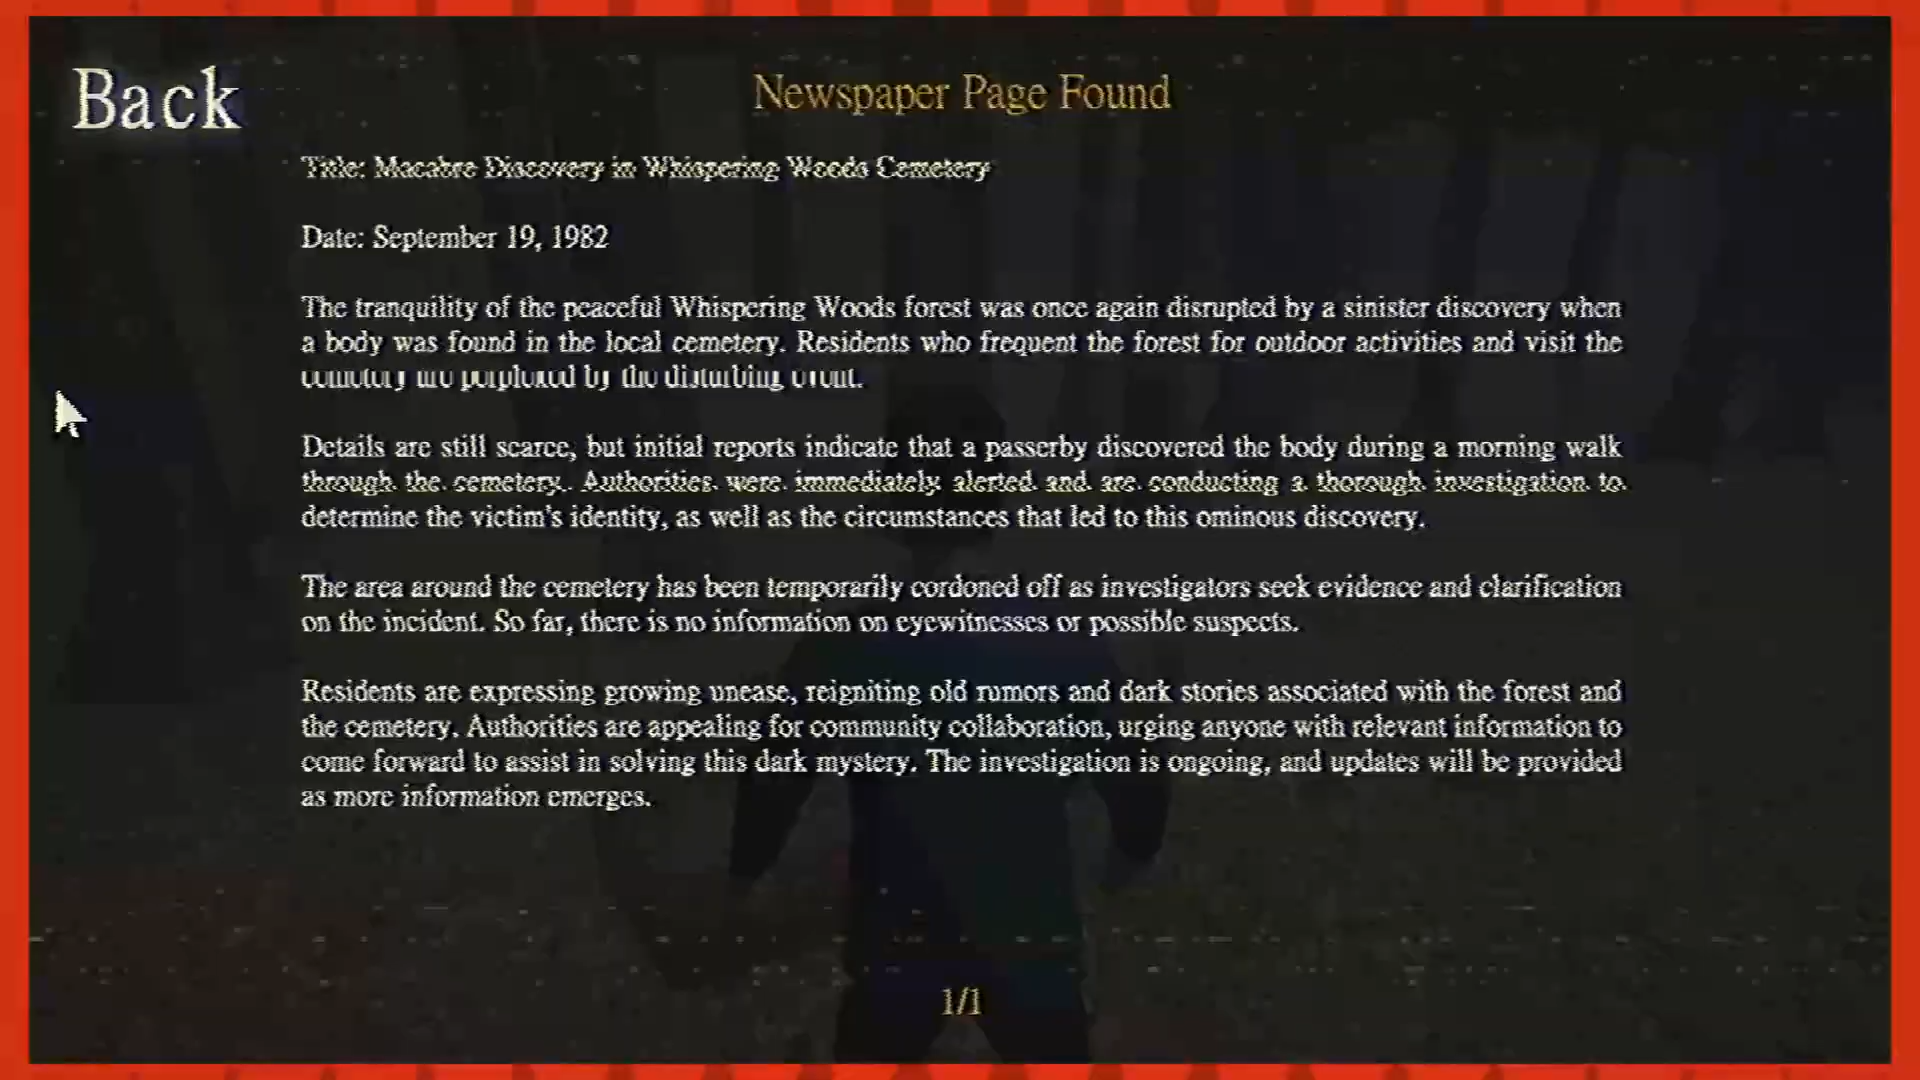 Back
Newspaper Page Found
Title: Macabre Discovery in Whispering Woods Cemetery
Date: September 19, 1982
The tranquility of the peaceful Whispering Woods forest was once again disrupted by a sinister discovery when
a body was found in the local cemetery. Residents who frequent the forest for outdoor activities and visit the
cemetery are perplexed by the disturbing event.
Details are still scarce, but initial reports indicate that a passerby discovered the body during a morning walk
through the cemetery. Authorities were immediately alerted and are conducting a thorough investigation to
determine the victim's identity, as well as the circumstances that led to this ominous discovery.
The area around the cemetery has been temporarily cordoned off as investigators seek evidence and clarification
on the incident. So far, there is no information on eyewitnesses or possible suspects.
Residents are expressing growing unease, reigniting old rumors and dark stories associated with the forest and
the cemetery. Authorities are appealing for community collaboration, urging anyone with relevant information to
come forward to assist in solving this dark mystery. The investigation is ongoing, and updates will be provided
as more information emerges.
1/1